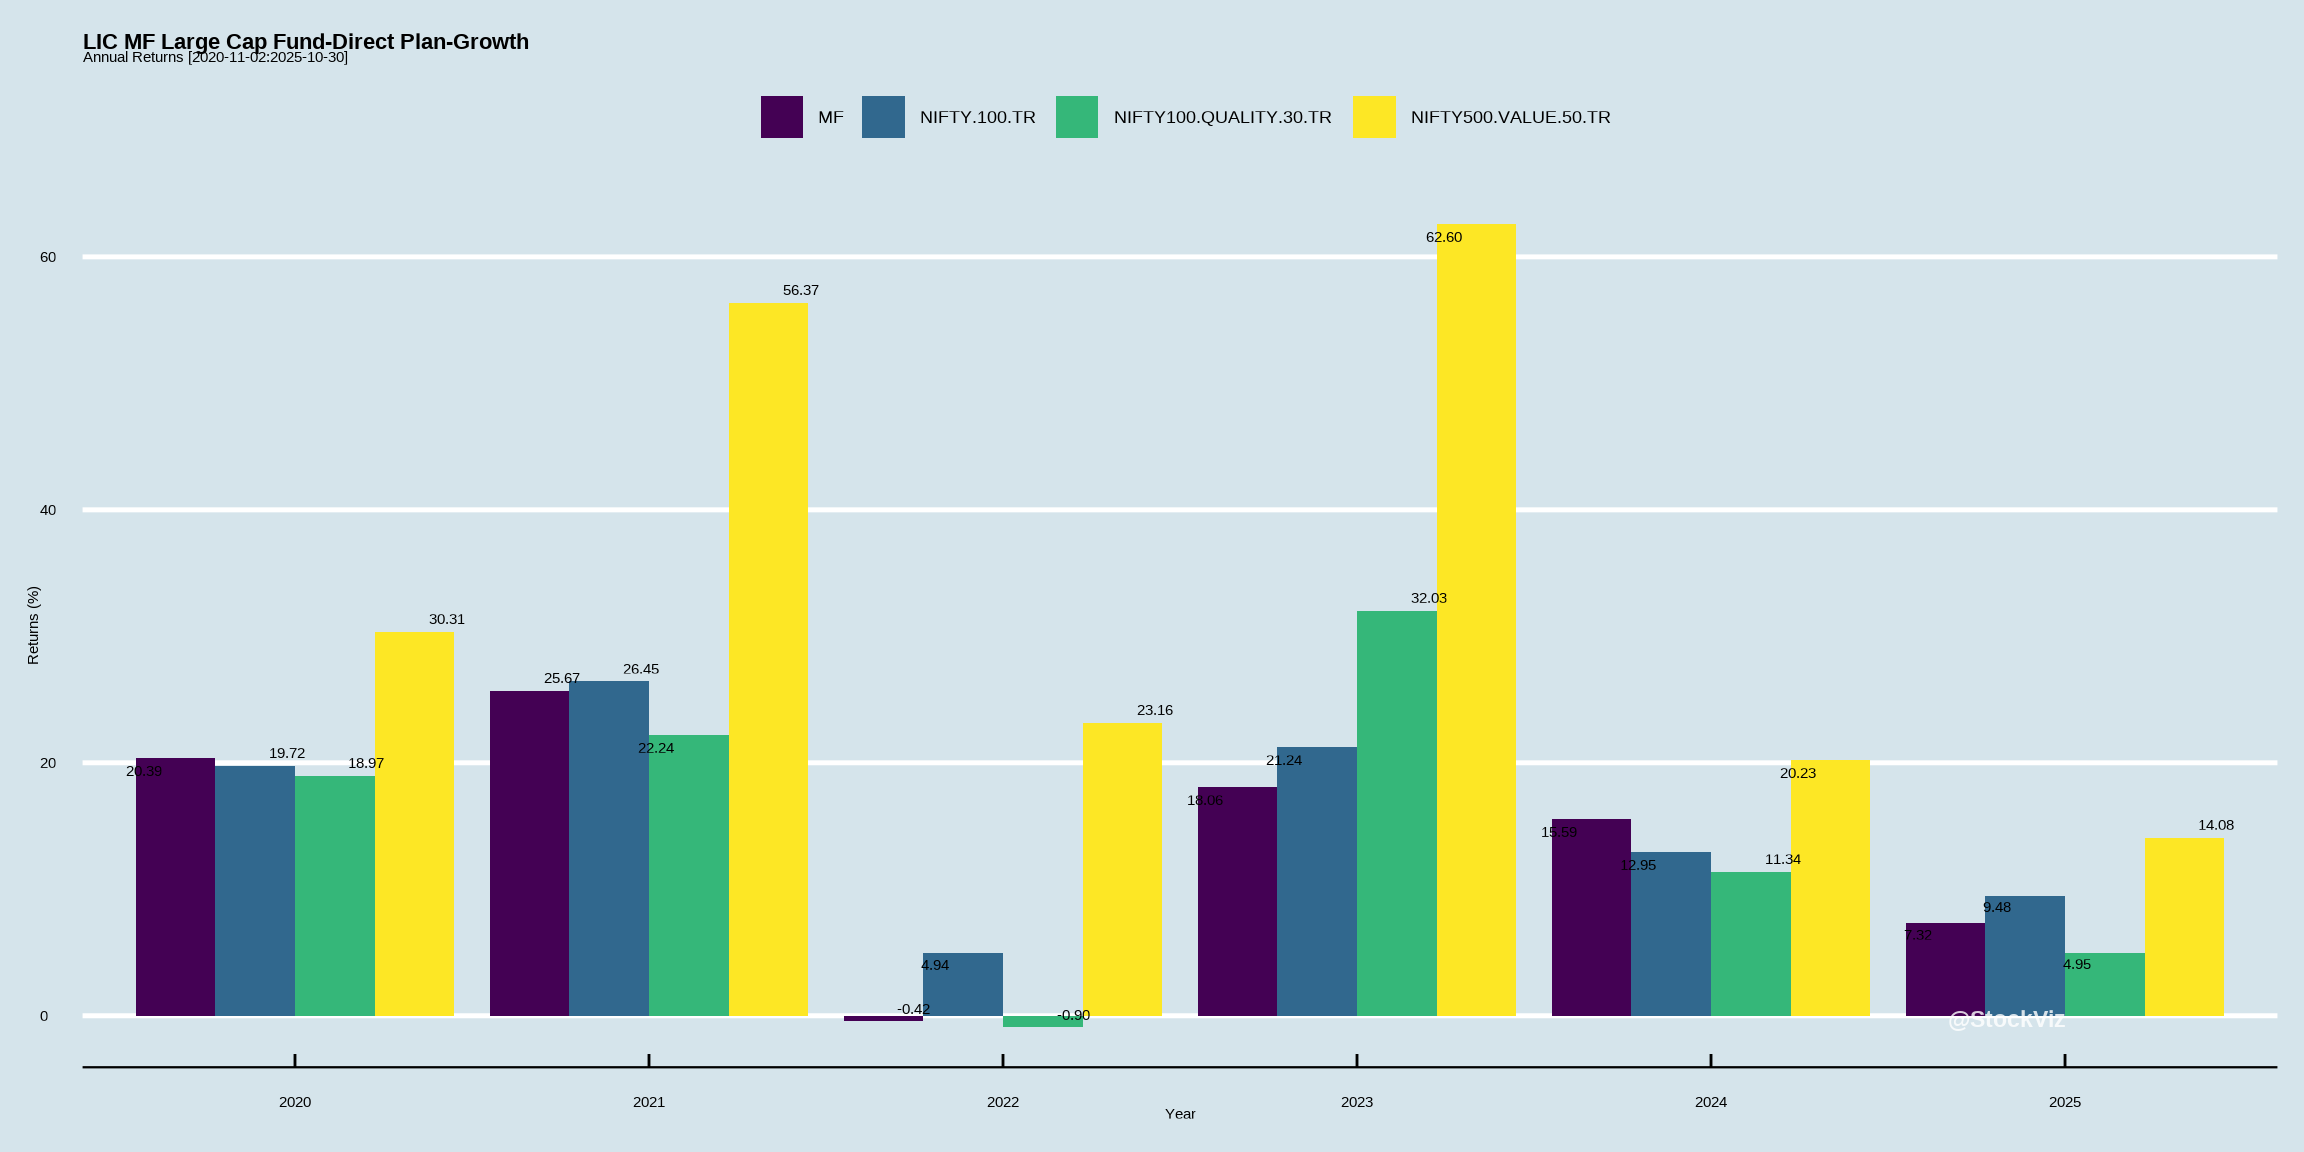 LIC MF Large Cap Fund-Direct Plan-Growth
Annual Returns [2020-11-02:2025-10-30]
MF NIFTY.100.TR NIFTY100.QUALITY.30.TR NIFTY500.VALUE.50.TR
Returns (%)
60
40
20
0
20.39 19.72 18.97 30.31
25.67 26.45 22.24 56.37
-0.42 4.94 -0.90 23.16
18.06 21.24 32.03 62.60
15.59 12.95 11.34 20.23
7.32 9.48 4.95 14.08
@StockViz
2020 2021 2022 2023 2024 2025
Year